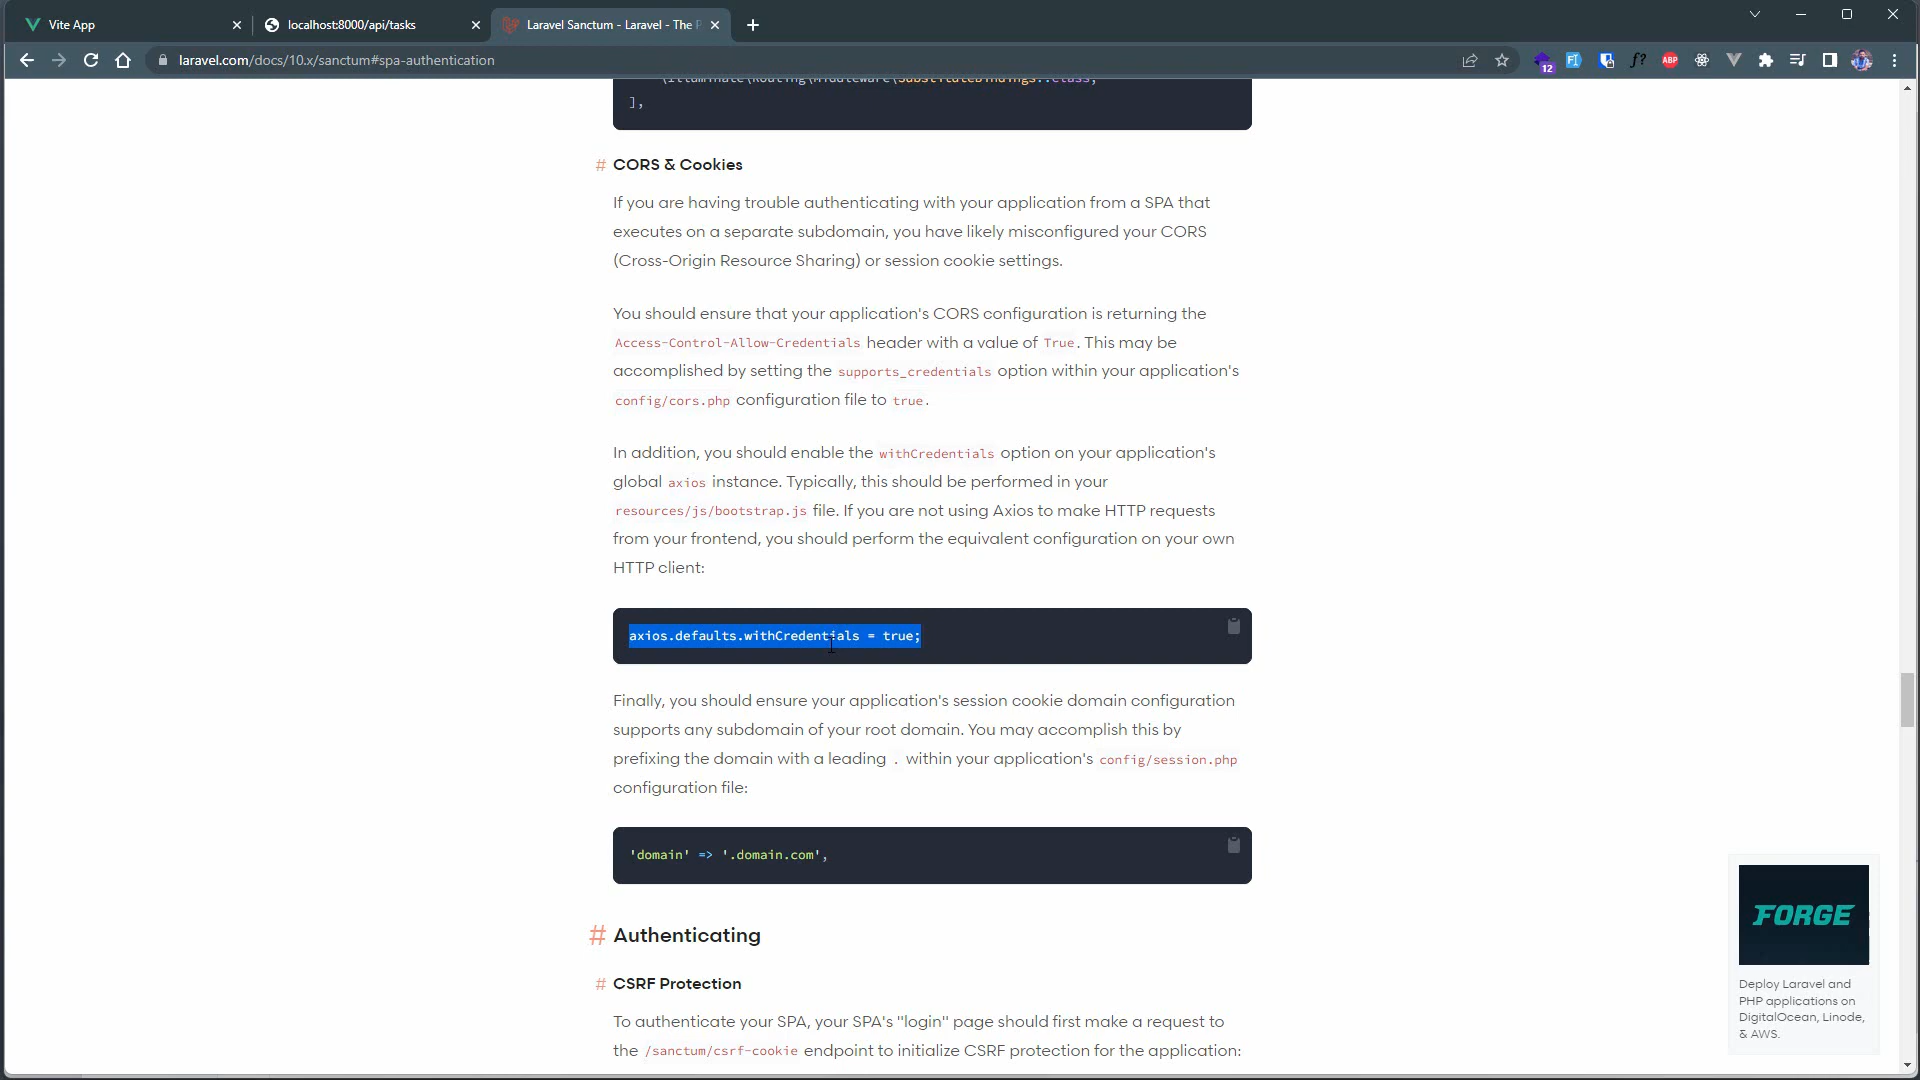 Vite App
localhost:8000/api/tasks
Laravel Sanctum - Laravel - The P
laravel.com/docs/10.x/sanctum#spa-authentication
12
f?
ABP
\Illuminate\Routing\Middleware\SubstituteBindings::class,
],
# CORS & Cookies
If you are having trouble authenticating with your application from a SPA that
executes on a separate subdomain, you have likely misconfigured your CORS
(Cross-Origin Resource Sharing) or session cookie settings.
You should ensure that your application's CORS configuration is returning the
Access-Control-Allow-Credentials header with a value of True. This may be
accomplished by setting the supports_credentials option within your application's
config/cors.php configuration file to true.
In addition, you should enable the withCredentials option on your application's
global axios instance. Typically, this should be performed in your
resources/js/bootstrap.js file. If you are not using Axios to make HTTP requests
from your frontend, you should perform the equivalent configuration on your own
HTTP client:
axios.defaults.withCredentials = true;
Finally, you should ensure your application's session cookie domain configuration
supports any subdomain of your root domain. You may accomplish this by
prefixing the domain with a leading . within your application's config/session.php
configuration file:
'domain' => '.domain.com',
# Authenticating
# CSRF Protection
To authenticate your SPA, your SPA's "login" page should first make a request to
the /sanctum/csrf-cookie endpoint to initialize CSRF protection for the application:
FORGE
Deploy Laravel and
PHP applications on
DigitalOcean, Linode,
& AWS.